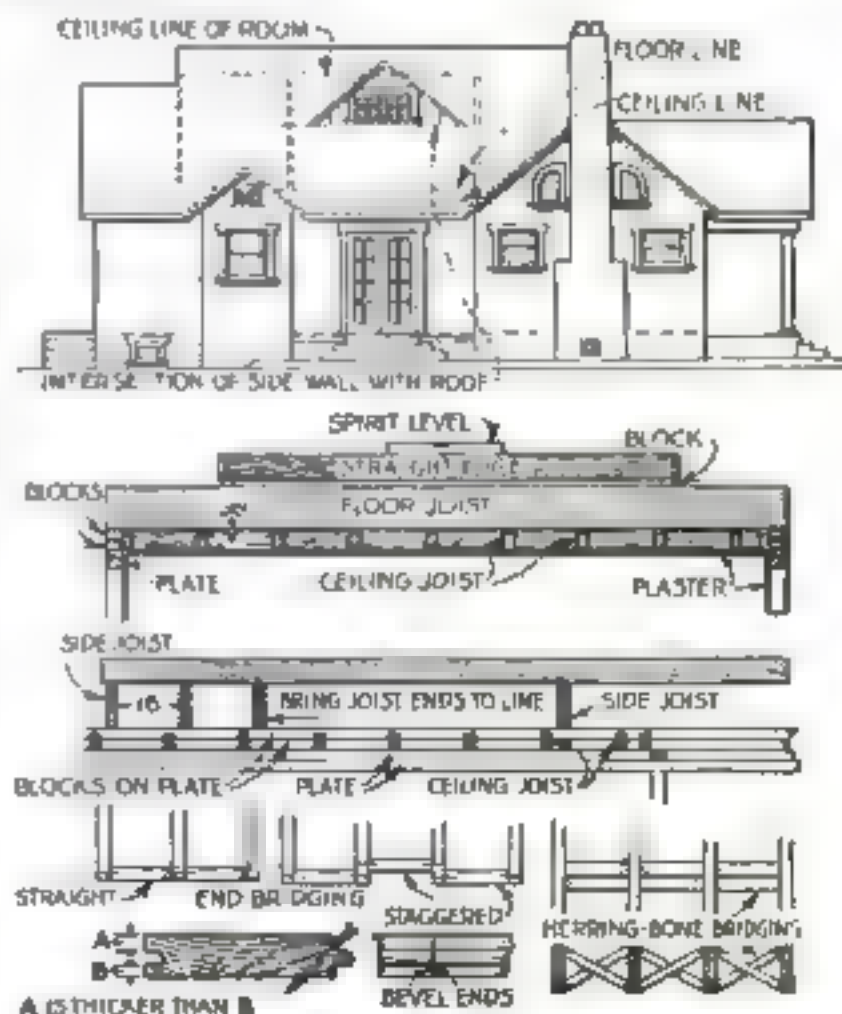 CEILING LINE OF ROOM
FLOOR LINE
CEILING LINE
INTERSECTION OF SIDE WALL WITH ROOF
SPIRIT LEVEL
BLOCK
STRAIGHT EDGE
BLOCKS
FLOOR JOIST
PLATE
CEILING JOIST
PLASTER
SIDE JOIST
16
BRING JOIST ENDS TO LINE
SIDE JOIST
BLOCKS ON PLATE
PLATE
CEILING JOIST
STRAIGHT
END BRIDGING
STAGGERED
HERRING-BONE BRIDGING
A
B
BEVEL ENDS
A IS THICKER THAN B